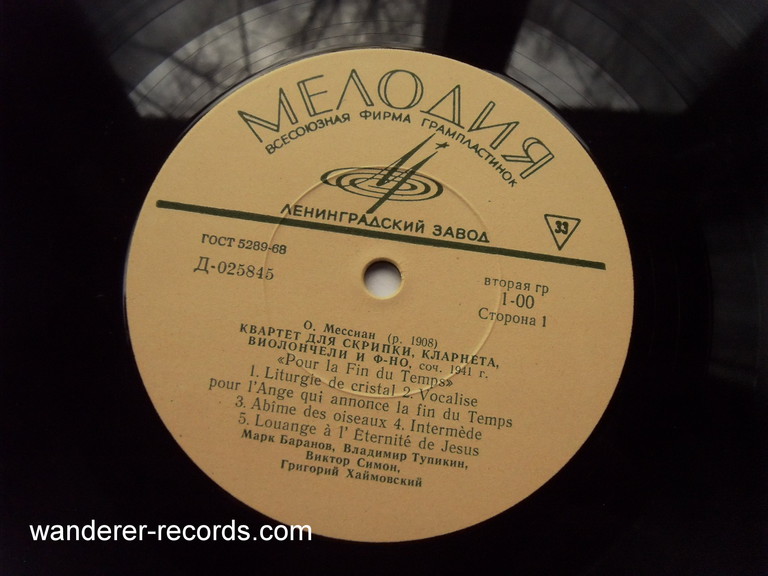 МЕЛОДИЯ
ВСЕСОЮЗНАЯ ФИРМА ГРАМПЛАСТИНОК
ЛЕНИНГРАДСКИЙ ЗАВОД
33
ГОСТ 5289-68
Д-025845
вторая гр
1-00
Сторона 1
О. Мессиан (р. 1908)
КВАРТЕТ ДЛЯ СКРИПКИ, КЛАРНЕТА,
ВИОЛОНЧЕЛИ И Ф-НО, соч. 1941 г.
«Pour la Fin du Temps»
1. Liturgie de cristal 2. Vocalise
pour l'Ange qui annonce la fin du Temps
3. Abîme des oiseaux 4. Intermède
5. Louange à l' Éternité de Jesus
Марк Баранов, Владимир Тупикин,
Виктор Симон,
Григорий Хаймовский
wanderer-records.com